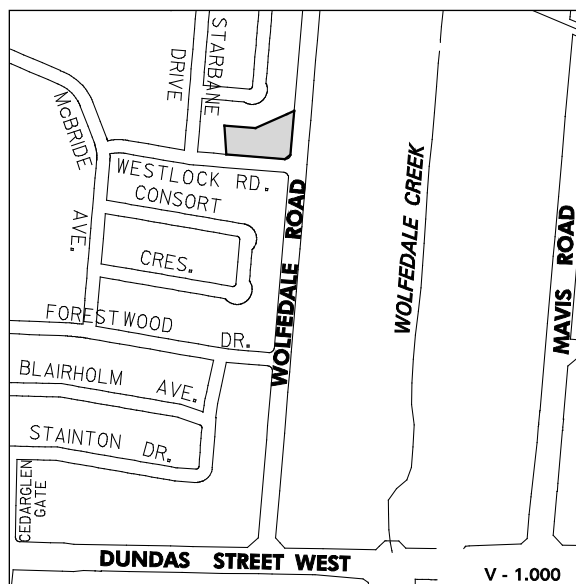 STARBANE
DRIVE
McBRIDE
AVE.
WESTLOCK RD.
CONSORT
CRES.
WOLFEDALE ROAD
WOLFEDALE CREEK
MAVIS ROAD
FORESTWOOD DR.
BLAIRHOLM AVE.
STAINTON DR.
CEDARGLEN
GATE
DUNDAS STREET WEST
V - 1.000